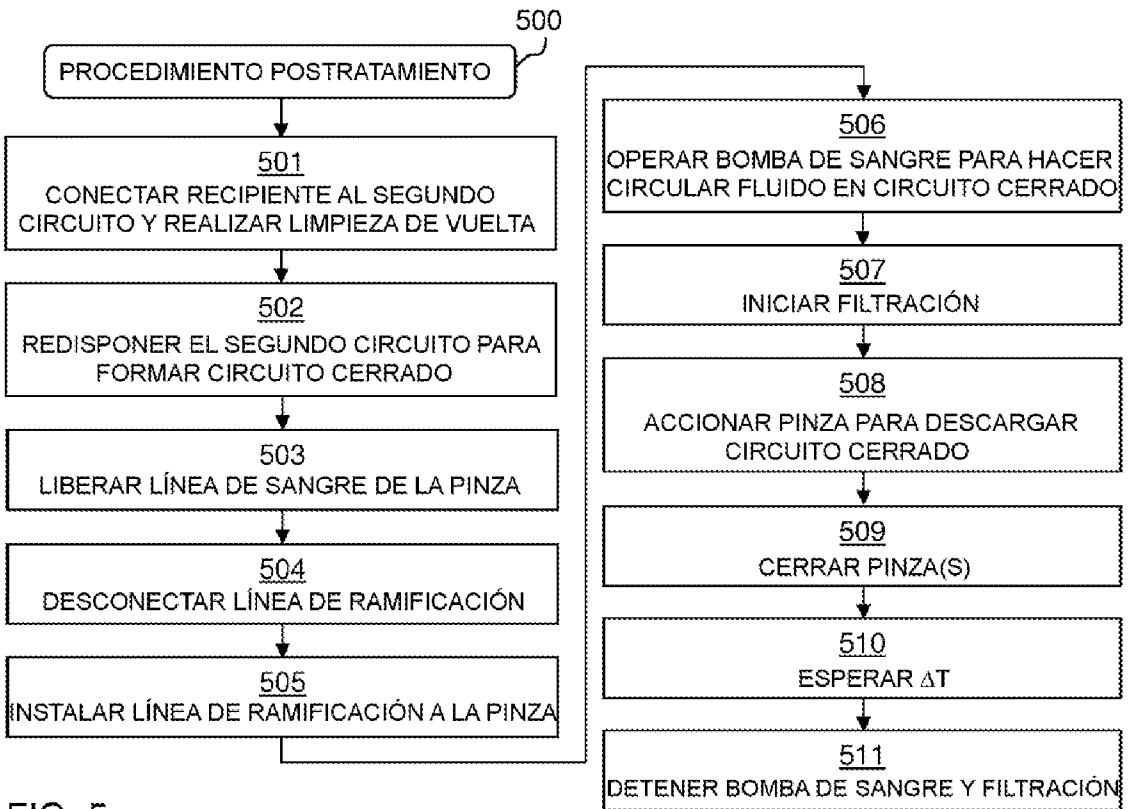 500
PROCEDIMIENTO POSTRATAMIENTO
501
CONECTAR RECIPIENTE AL SEGUNDO
CIRCUITO Y REALIZAR LIMPIEZA DE VUELTA
502
REDISPONER EL SEGUNDO CIRCUITO PARA
FORMAR CIRCUITO CERRADO
503
LIBERAR LÍNEA DE SANGRE DE LA PINZA
504
DESCONECTAR LÍNEA DE RAMIFICACIÓN
505
INSTALAR LÍNEA DE RAMIFICACIÓN A LA PINZA
506
OPERAR BOMBA DE SANGRE PARA HACER
CIRCULAR FLUIDO EN CIRCUITO CERRADO
507
INICIAR FILTRACIÓN
508
ACCIONAR PINZA PARA DESCARGAR
CIRCUITO CERRADO
509
CERRAR PINZA(S)
510
ESPERAR ΔT
511
DETENER BOMBA DE SANGRE Y FILTRACIÓN
FIG. 5